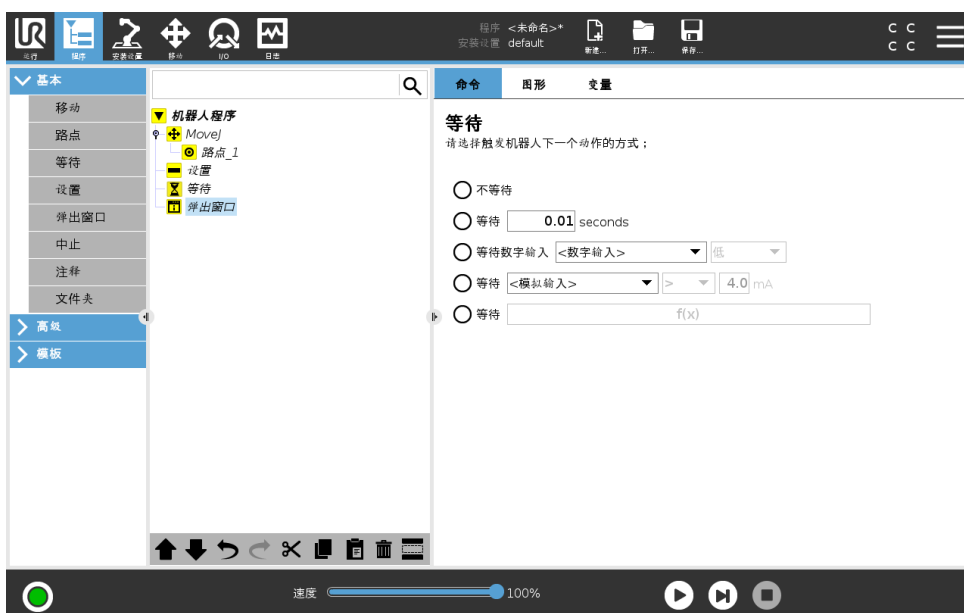 UR
运行
程序
安装设置
移动
I/O
日志
程序 <未命名>*
安装设置 default
新建...
打开...
保存...
C C
C C
基本
移动
路点
等待
设置
弹出窗口
中止
注释
文件夹
高级
模板
机器人程序
MoveJ
路点_1
设置
等待
弹出窗口
命令 图形 变量
等待
请选择触发机器人下一个动作的方式；
不等待
等待 0.01 seconds
等待数字输入 <数字输入> 低
等待 <模拟输入> > 4.0 mA
等待 f(x)
速度 100%